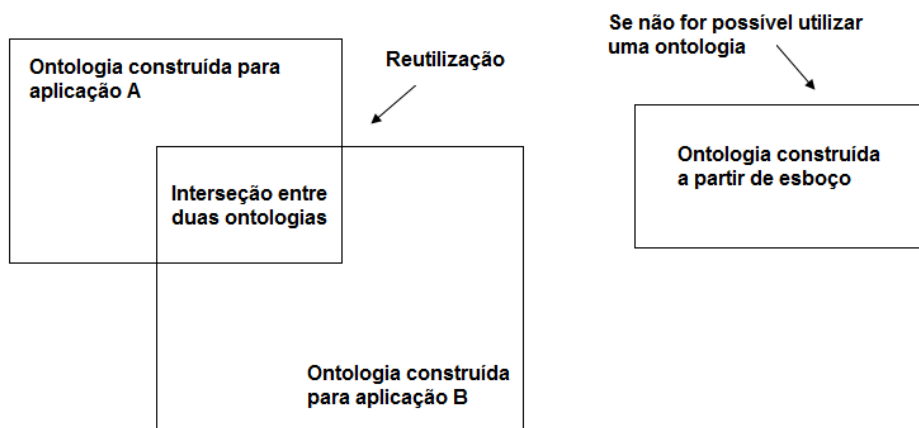 Ontologia construída para
aplicação A
Reutilização
Se não for possível utilizar
uma ontologia
Interseção entre
duas ontologias
Ontologia construída
a partir de esboço
Ontologia construída
para aplicação B